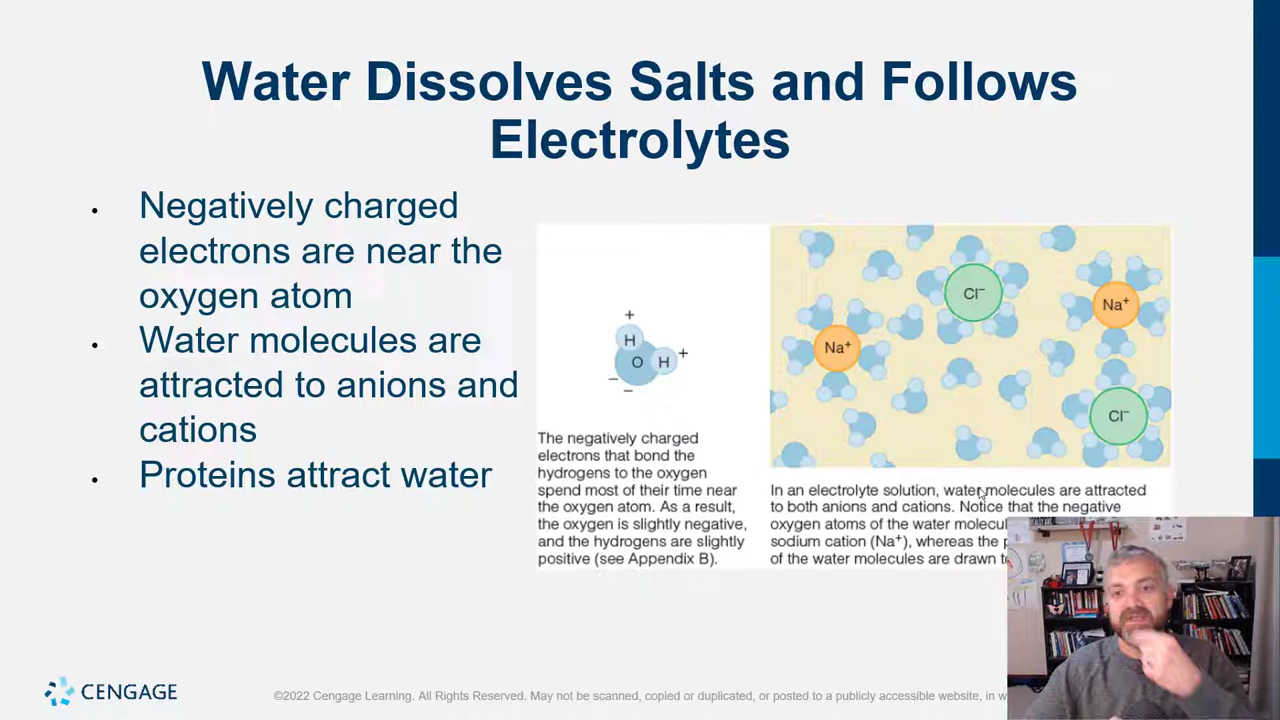 Water Dissolves Salts and Follows
Electrolytes
• Negatively charged
electrons are near the
oxygen atom
• Water molecules are
attracted to anions and
cations
• Proteins attract water
+
H
O H +
−
−
The negatively charged
electrons that bond the
hydrogens to the oxygen
spend most of their time near
the oxygen atom. As a result,
the oxygen is slightly negative,
and the hydrogens are slightly
positive (see Appendix B).
Cl−
Na+
Na+
Cl−
In an electrolyte solution, water molecules are attracted
to both anions and cations. Notice that the negative
oxygen atoms of the water
sodium cation (Na+), whereas the
of the water molecules are drawn
CENGAGE
©2022 Cengage Learning. All Rights Reserved. May not be scanned, copied or duplicated, or posted to a publicly accessible website, in